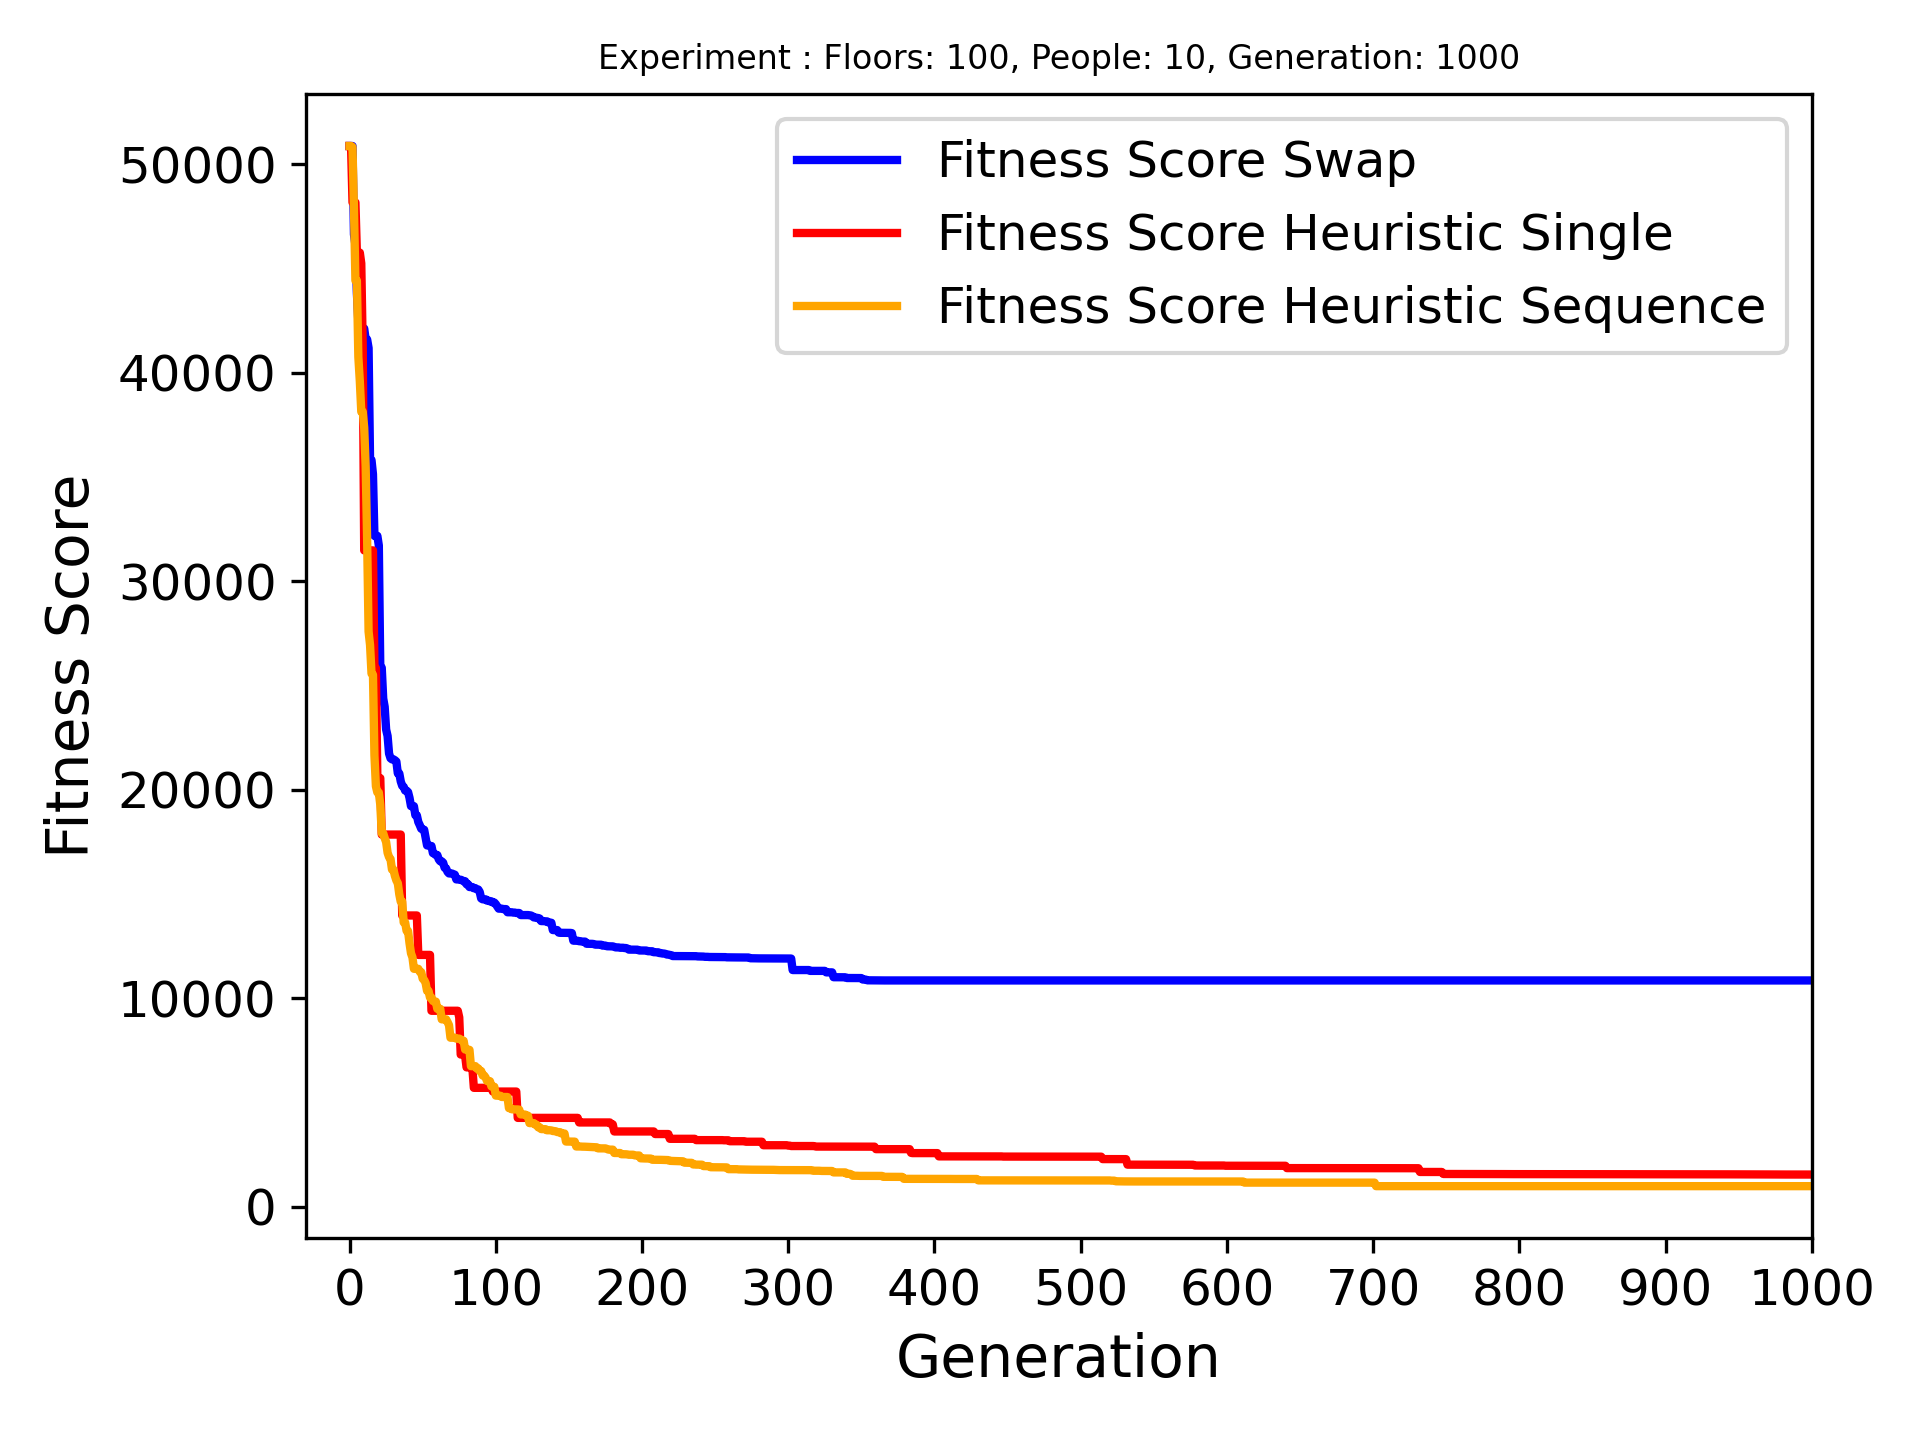 Experiment : Floors: 100, People: 10, Generation: 1000
Fitness Score Swap
Fitness Score Heuristic Single
Fitness Score Heuristic Sequence
Fitness Score
50000
40000
30000
20000
10000
0
0 100 200 300 400 500 600 700 800 900 1000
Generation